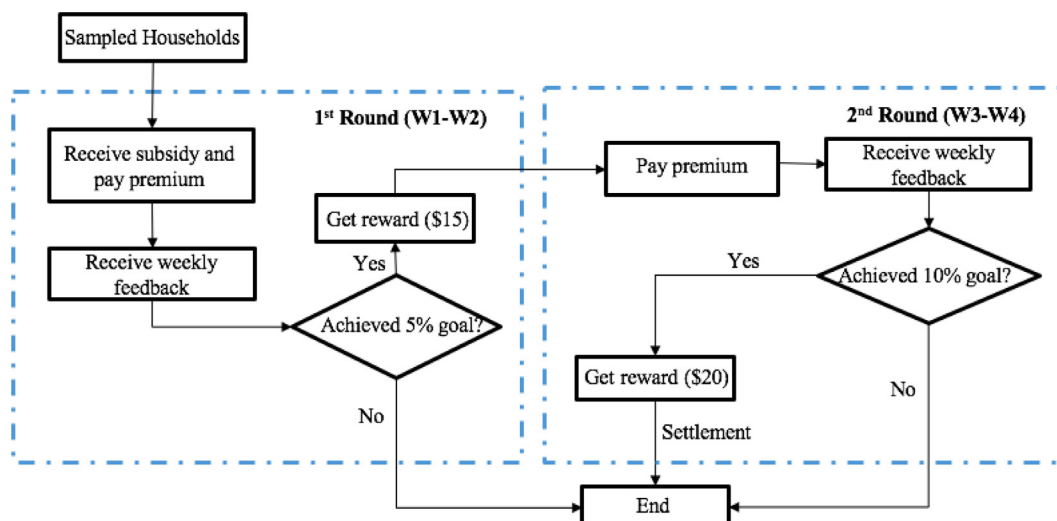 Sampled Households
1st Round (W1-W2)
Receive subsidy and
pay premium
Receive weekly
feedback
Get reward ($15)
Yes
Achieved 5% goal?
No
2nd Round (W3-W4)
Pay premium
Receive weekly
feedback
Achieved 10% goal?
Yes
Get reward ($20)
No
Settlement
End